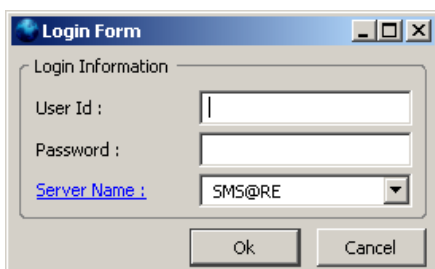 Login Form
Login Information
User Id :
Password :
Server Name : SMS@RE
Ok Cancel